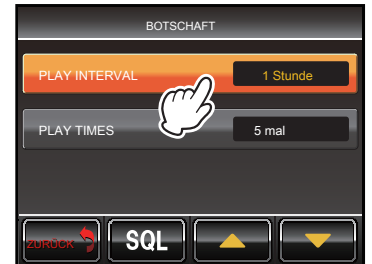 BOTSCHAFT
PLAY INTERVAL 1 Stunde
PLAY TIMES 5 mal
ZURÜCK SQL